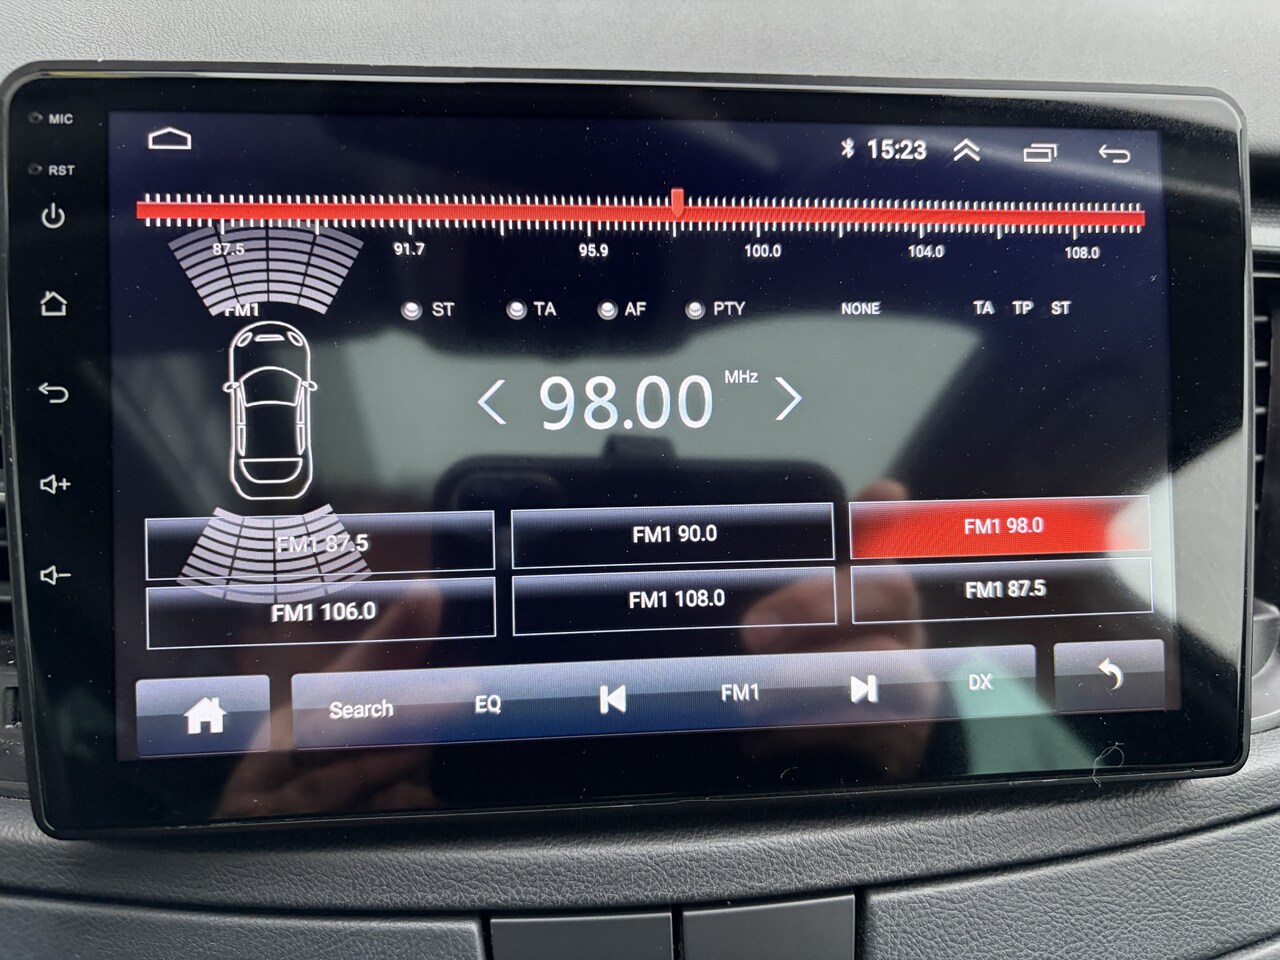 MIC
RST
15:23
87.5 91.7 95.9 100.0 104.0 108.0
FM1 ST TA AF PTY NONE TA TP ST
98.00 MHz
FM1 87.5 FM1 90.0 FM1 98.0
FM1 106.0 FM1 108.0 FM1 87.5
Search EQ FM1 DX